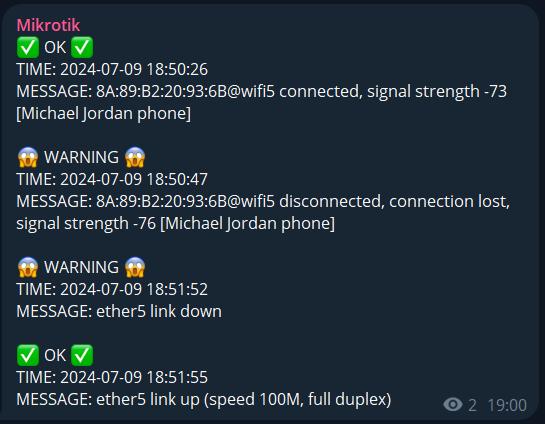 Mikrotik
✅ OK ✅
TIME: 2024-07-09 18:50:26
MESSAGE: 8A:89:B2:20:93:6B@wifi5 connected, signal strength -73
[Michael Jordan phone]
😱 WARNING 😱
TIME: 2024-07-09 18:50:47
MESSAGE: 8A:89:B2:20:93:6B@wifi5 disconnected, connection lost,
signal strength -76 [Michael Jordan phone]
😱 WARNING 😱
TIME: 2024-07-09 18:51:52
MESSAGE: ether5 link down
✅ OK ✅
TIME: 2024-07-09 18:51:55
MESSAGE: ether5 link up (speed 100M, full duplex)
2 19:00